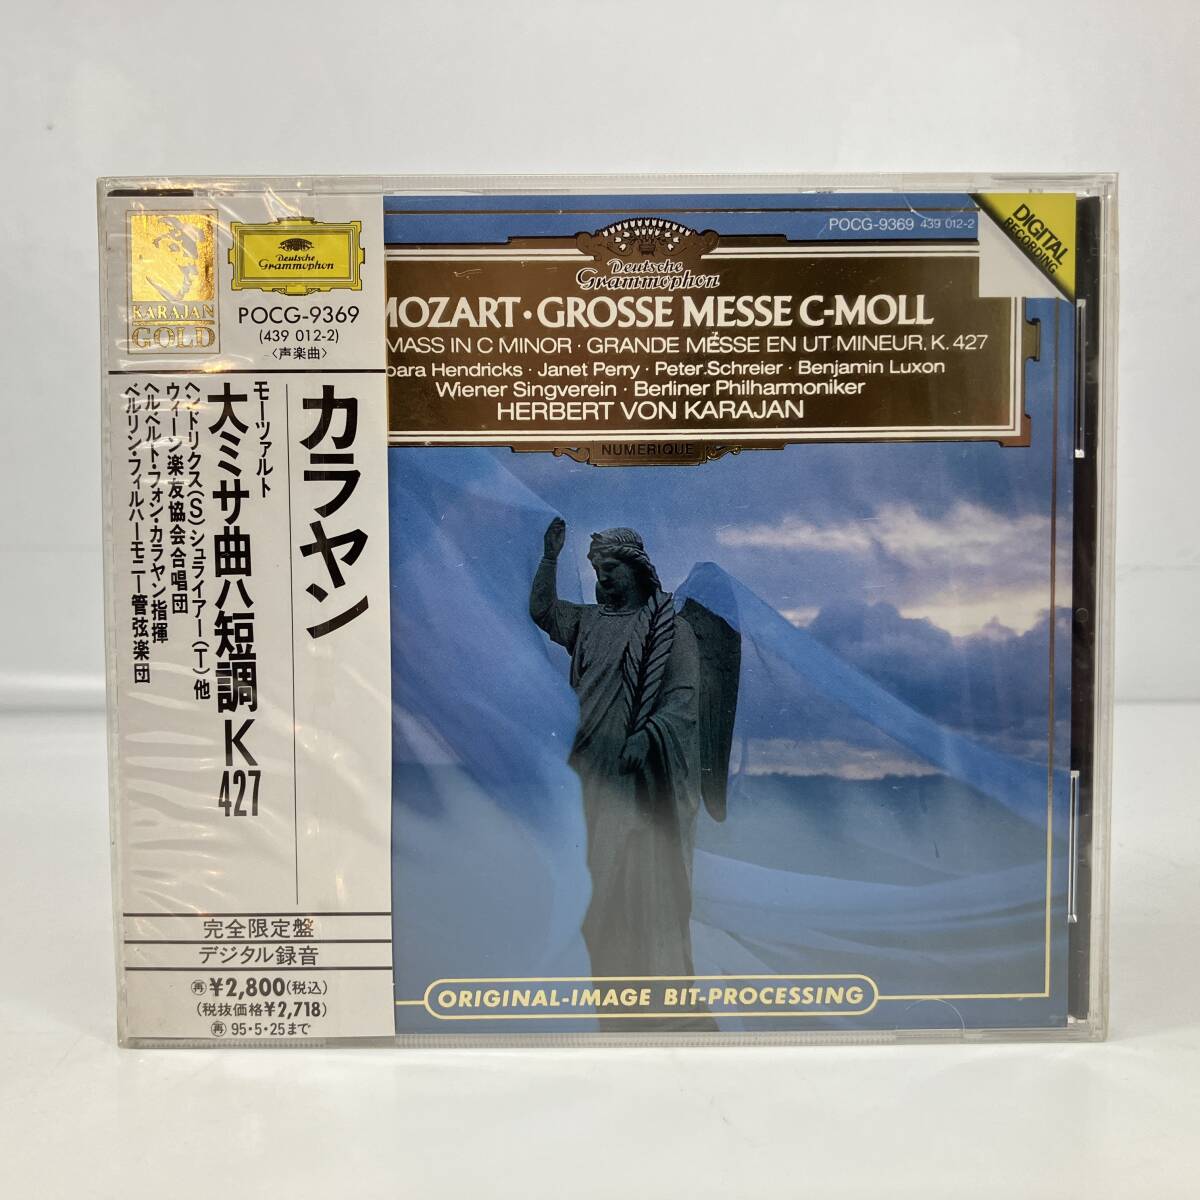 KARAJAN
GOLD
Deutsche
Grammophon
POCG-9369
(439 012-2)
〈声楽曲〉
カラヤン
モーツァルト
大ミサ曲ハ短調K427
ヘンドリクス(S)シュライアー(T)他
ウィーン楽友協会合唱団
ヘルベルト・フォン・カラヤン指揮
ベルリン・フィルハーモニー管弦楽団
完全限定盤
デジタル録音
再¥2,800(税込)
(税抜価格¥2,718)
再95・5・25まで
POCG-9369 439 012-2
DIGITAL
RECORDING
Deutsche
Grammophon
MOZART·GROSSE MESSE C-MOLL
MASS IN C MINOR · GRANDE MESSE EN UT MINEUR, K. 427
bara Hendricks · Janet Perry · Peter Schreier · Benjamin Luxon
Wiener Singverein · Berliner Philharmoniker
HERBERT VON KARAJAN
NUMERIQUE
ORIGINAL-IMAGE BIT-PROCESSING